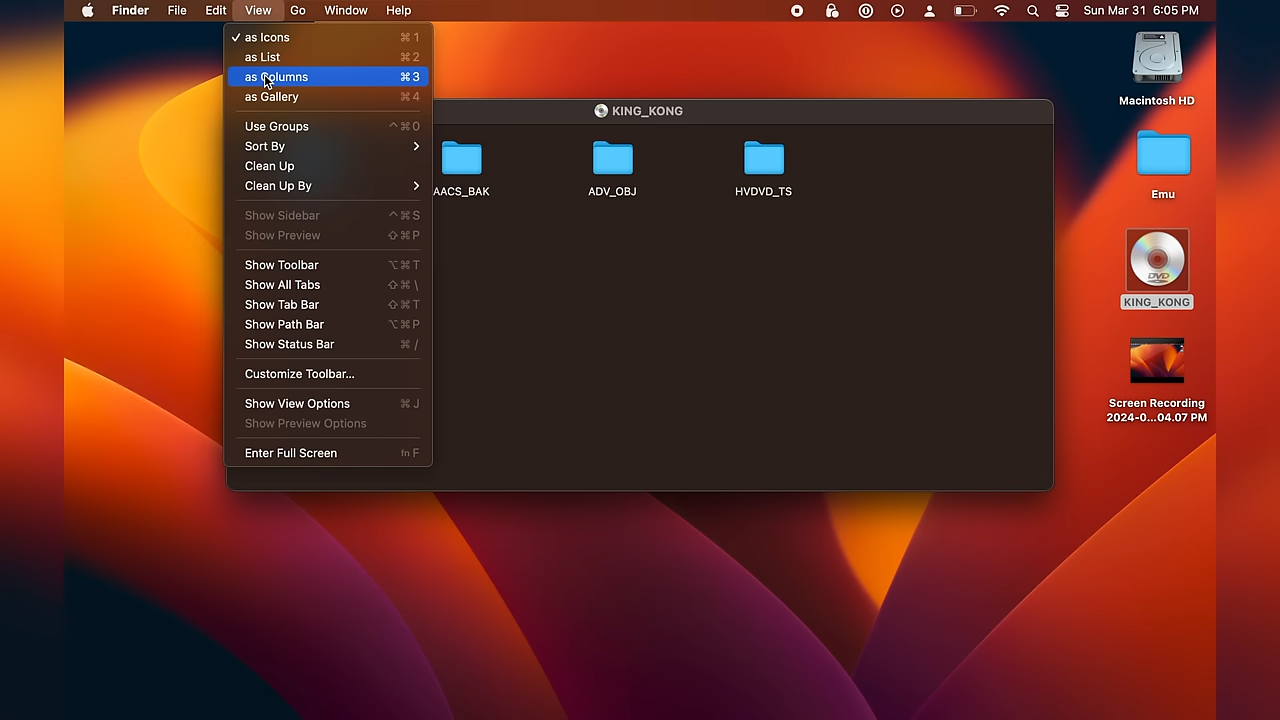 Finder File Edit View Go Window Help Sun Mar 31 6:05 PM
✓ as Icons ⌘1
as List ⌘2
as Columns ⌘3
as Gallery ⌘4
Use Groups ^⌘0
Sort By >
Clean Up
Clean Up By >
Show Sidebar ^⌘S
Show Preview ⇧⌘P
Show Toolbar ⌥⌘T
Show All Tabs ⇧⌘\
Show Tab Bar ⇧⌘T
Show Path Bar ⌥⌘P
Show Status Bar ⌘/
Customize Toolbar...
Show View Options ⌘J
Show Preview Options
Enter Full Screen fn F
KING_KONG
AACS_BAK ADV_OBJ HVDVD_TS
Macintosh HD
Emu
DVD
KING_KONG
Screen Recording
2024-0...04.07 PM